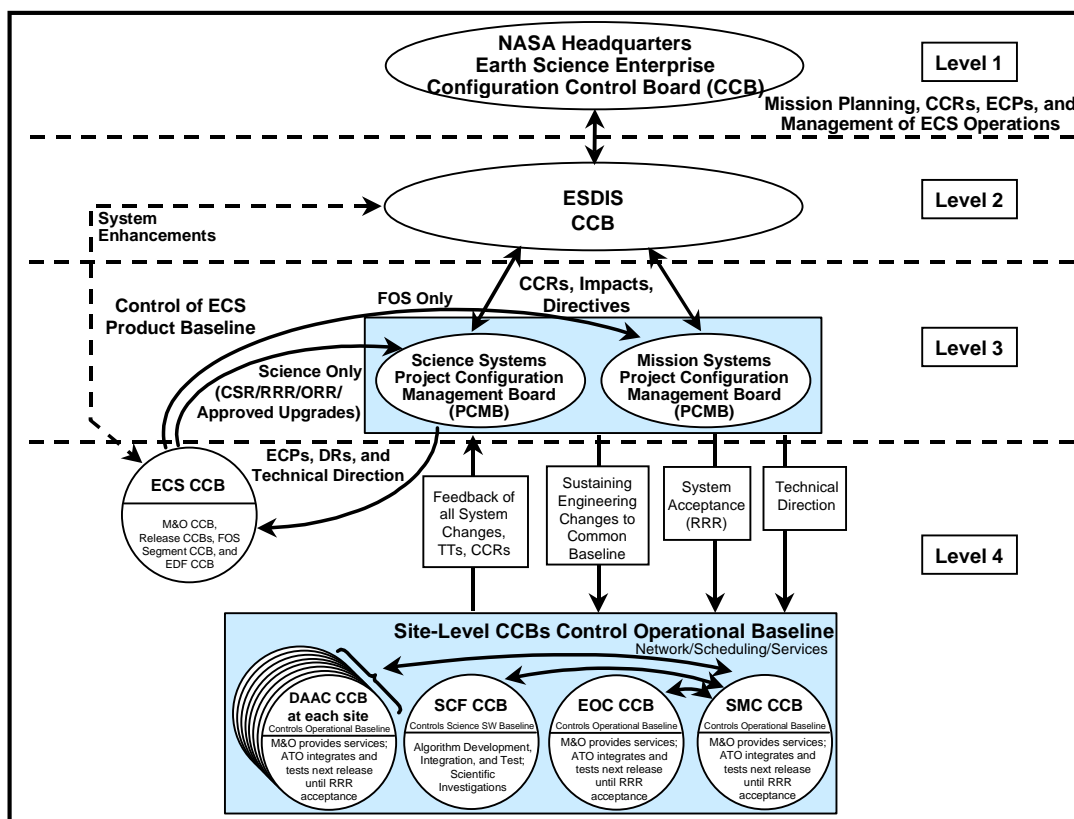 NASA Headquarters
Earth Science Enterprise
Configuration Control Board (CCB)
Level 1
Mission Planning, CCRs, ECPs, and
Management of ECS Operations
ESDIS
CCB
Level 2
System
Enhancements
Control of ECS
Product Baseline
FOS Only
CCRs, Impacts,
Directives
Science Only
(CSR/RRR/ORR/
Approved Upgrades)
Science Systems
Project Configuration
Management Board
(PCMB)
Mission Systems
Project Configuration
Management Board
(PCMB)
Level 3
ECPs, DRs, and
Technical Direction
ECS CCB
M&O CCB,
Release CCBs, FOS
Segment CCB, and
EDF CCB
Feedback of
all System
Changes,
TTs, CCRs
Sustaining
Engineering
Changes to
Common
Baseline
System
Acceptance
(RRR)
Technical
Direction
Level 4
Site-Level CCBs Control Operational Baseline
Network/Scheduling/Services
DAAC CCB
at each site
Controls Operational Baseline
M&O provides services;
ATO integrates and
tests next release
until RRR
acceptance
SCF CCB
Controls Science SW Baseline
Algorithm Development,
Integration, and Test;
Scientific
Investigations
EOC CCB
Controls Operational Baseline
M&O provides services;
ATO integrates and
tests next release
until RRR
acceptance
SMC CCB
Controls Operational Baseline
M&O provides services;
ATO integrates and
tests next release
until RRR
acceptance